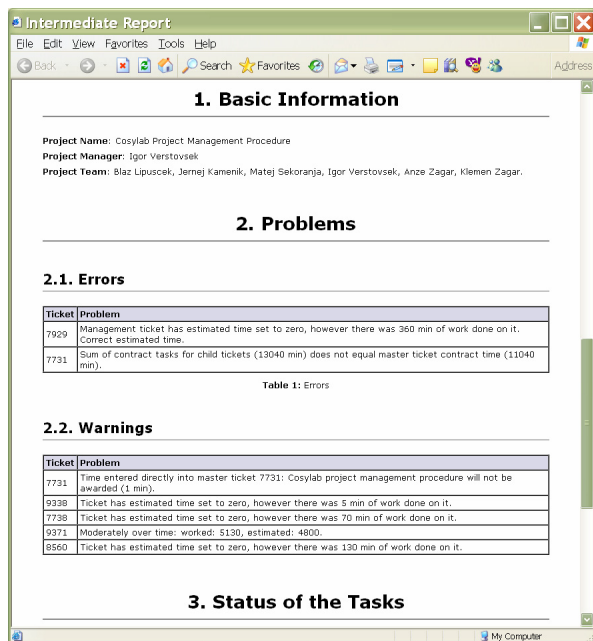 Intermediate Report
File Edit View Favorites Tools Help
Back Search Favorites Address
1. Basic Information
Project Name: Cosylab Project Management Procedure
Project Manager: Igor Verstovsek
Project Team: Blaz Lipuscek, Jernej Kamenik, Matej Sekoranja, Igor Verstovsek, Anze Zagar, Klemen Zagar.
2. Problems
2.1. Errors
Ticket Problem
7929 Management ticket has estimated time set to zero, however there was 360 min of work done on it.
Correct estimated time.
7731 Sum of contract tasks for child tickets (13040 min) does not equal master ticket contract time (11040
min).
Table 1: Errors
2.2. Warnings
Ticket Problem
7731 Time entered directly into master ticket 7731: Cosylab project management procedure will not be
awarded (1 min).
9338 Ticket has estimated time set to zero, however there was 5 min of work done on it.
7738 Ticket has estimated time set to zero, however there was 70 min of work done on it.
9371 Moderately over time: worked: 5130, estimated: 4800.
8560 Ticket has estimated time set to zero, however there was 130 min of work done on it.
3. Status of the Tasks
My Computer